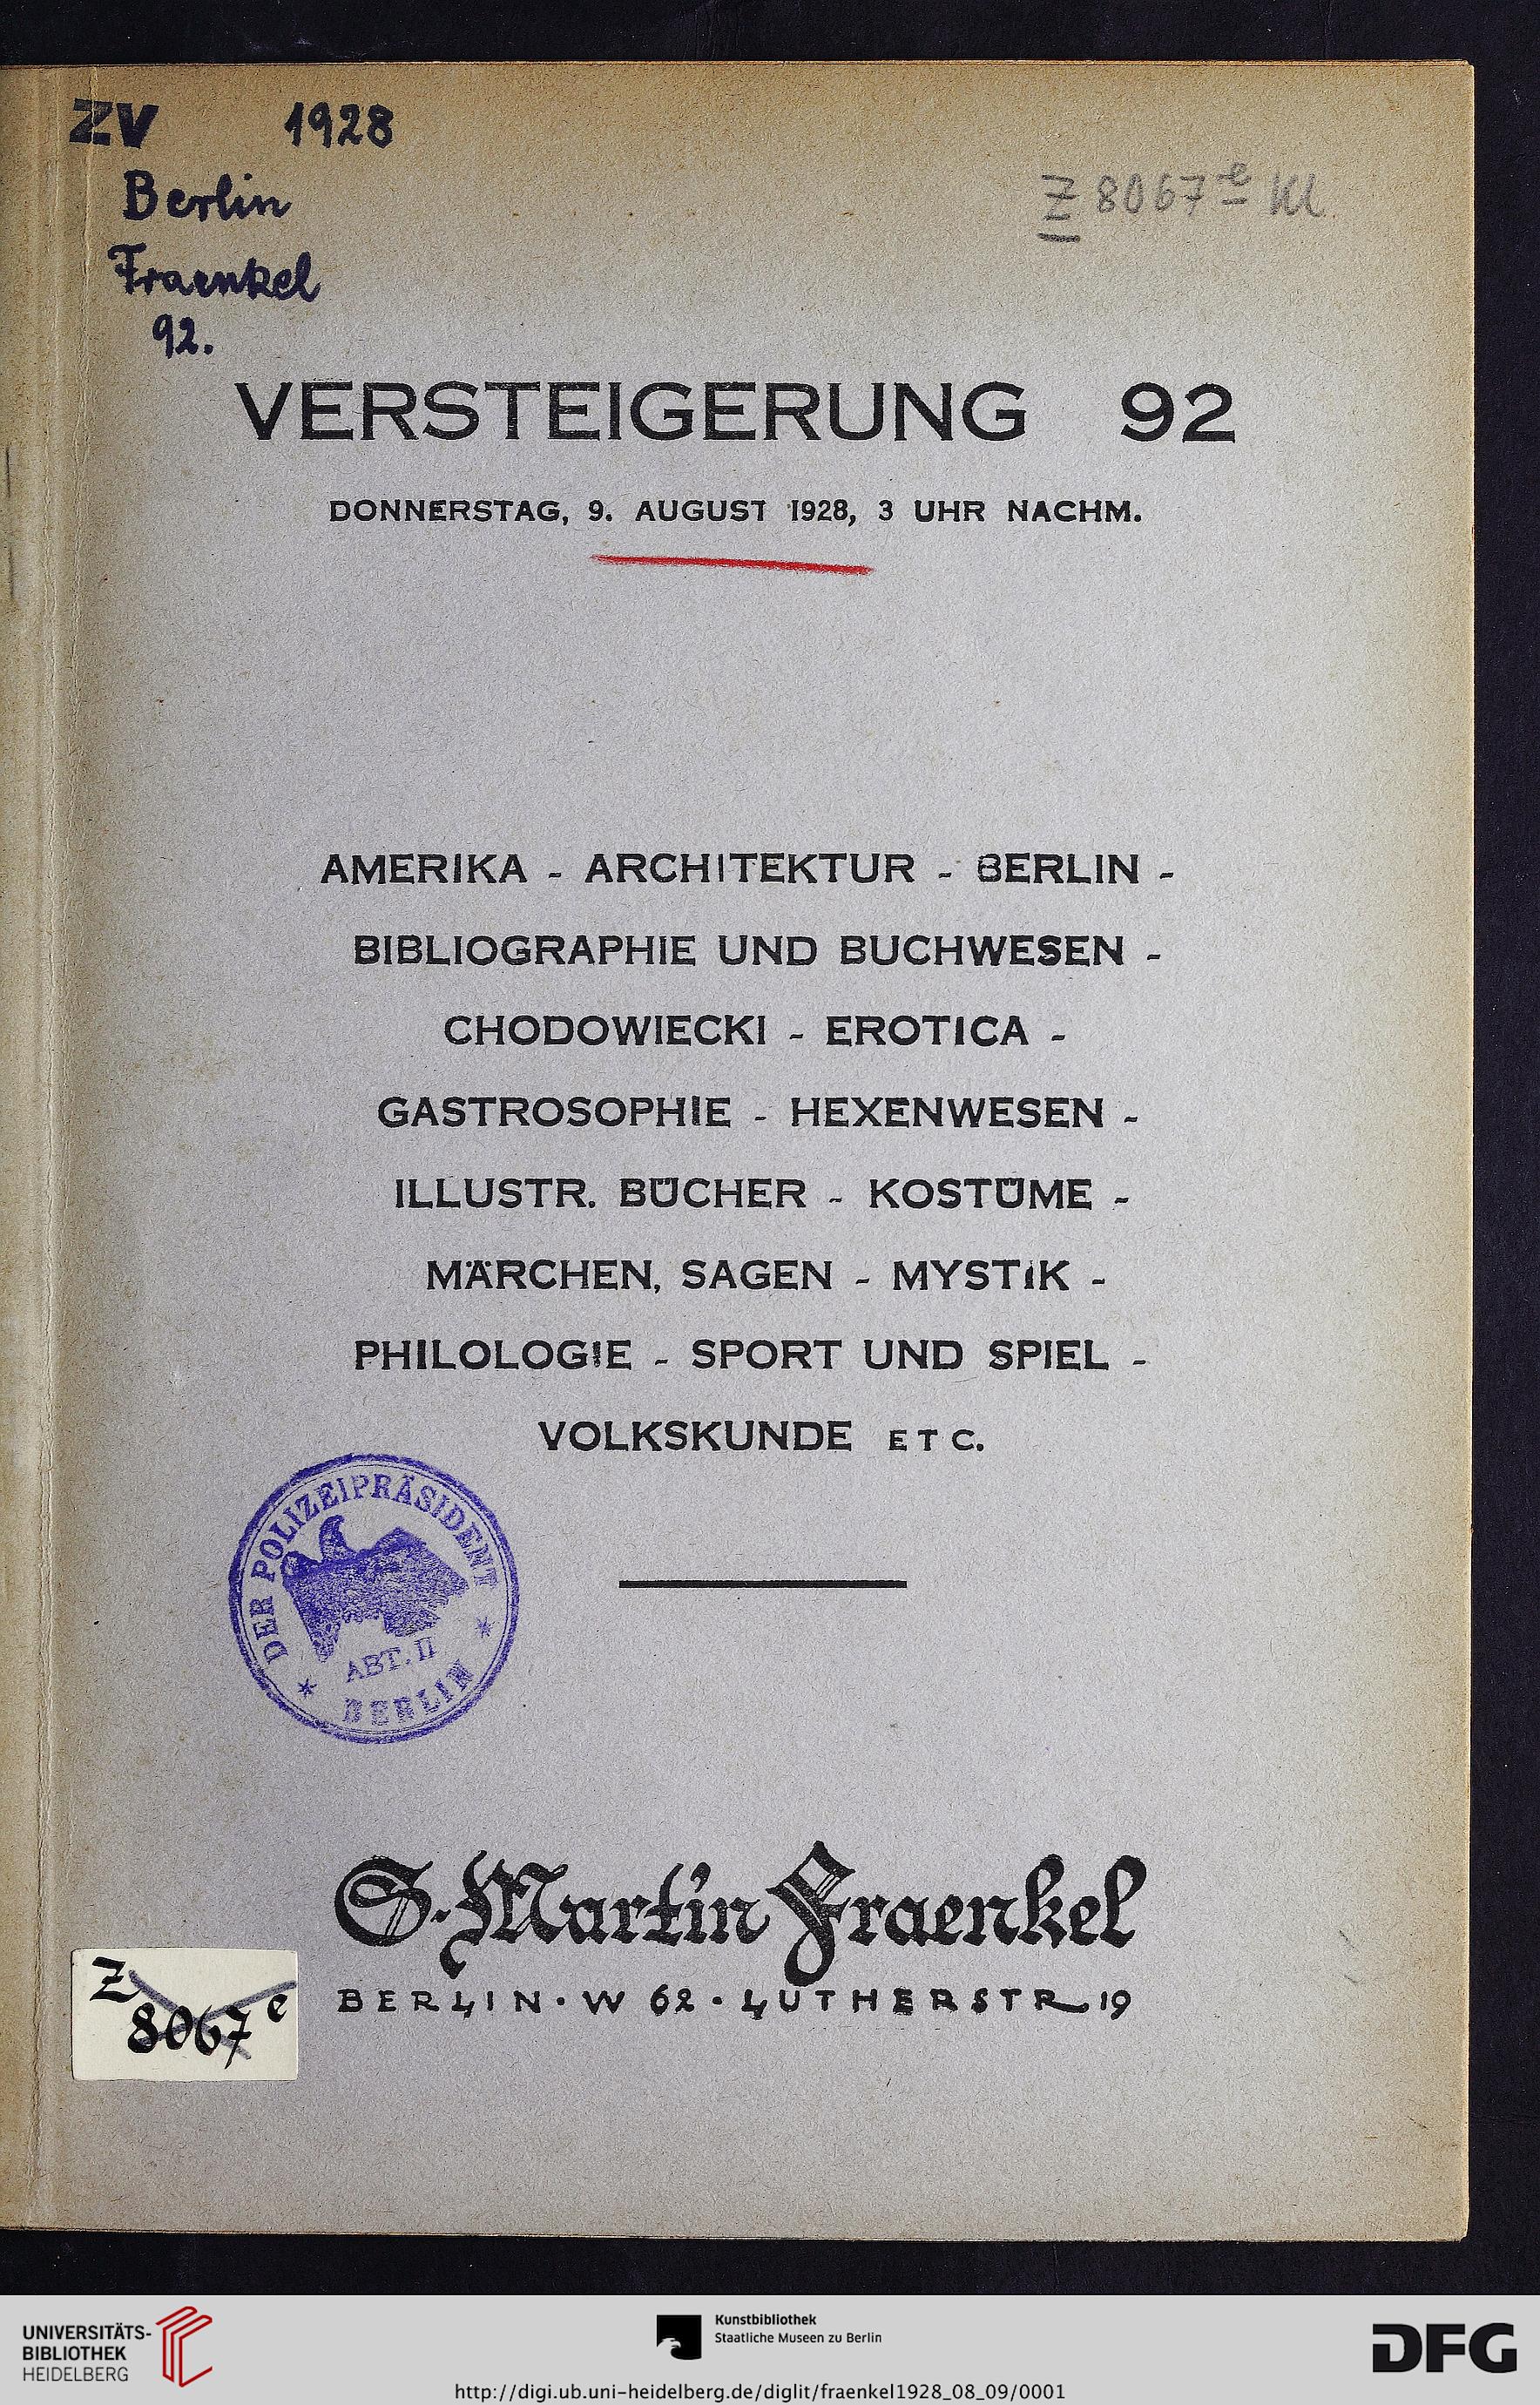 ZV 1928
Berlin
Fraenkel
92.
Z 8067 e Kl
VERSTEIGERUNG 92
DONNERSTAG, 9. AUGUST 1928, 3 UHR NACHM.
AMERIKA - ARCHITEKTUR - BERLIN -
BIBLIOGRAPHIE UND BUCHWESEN -
CHODOWIECKI - EROTICA -
GASTROSOPHIE - HEXENWESEN -
ILLUSTR. BÜCHER - KOSTÜME -
MÄRCHEN, SAGEN - MYSTIK -
PHILOLOGIE - SPORT UND SPIEL -
VOLKSKUNDE ETC.
DER POLIZEIPRÄSIDENT
ABT. II
* BERLIN *
S. Martin Fraenkel
BERLIN · W 62 · LUTHERSTR 19
Z
8067 e
UNIVERSITÄTS-
BIBLIOTHEK
HEIDELBERG
Kunstbibliothek
Staatliche Museen zu Berlin
DFG
http://digi.ub.uni-heidelberg.de/diglit/fraenkel1928_08_09/0001